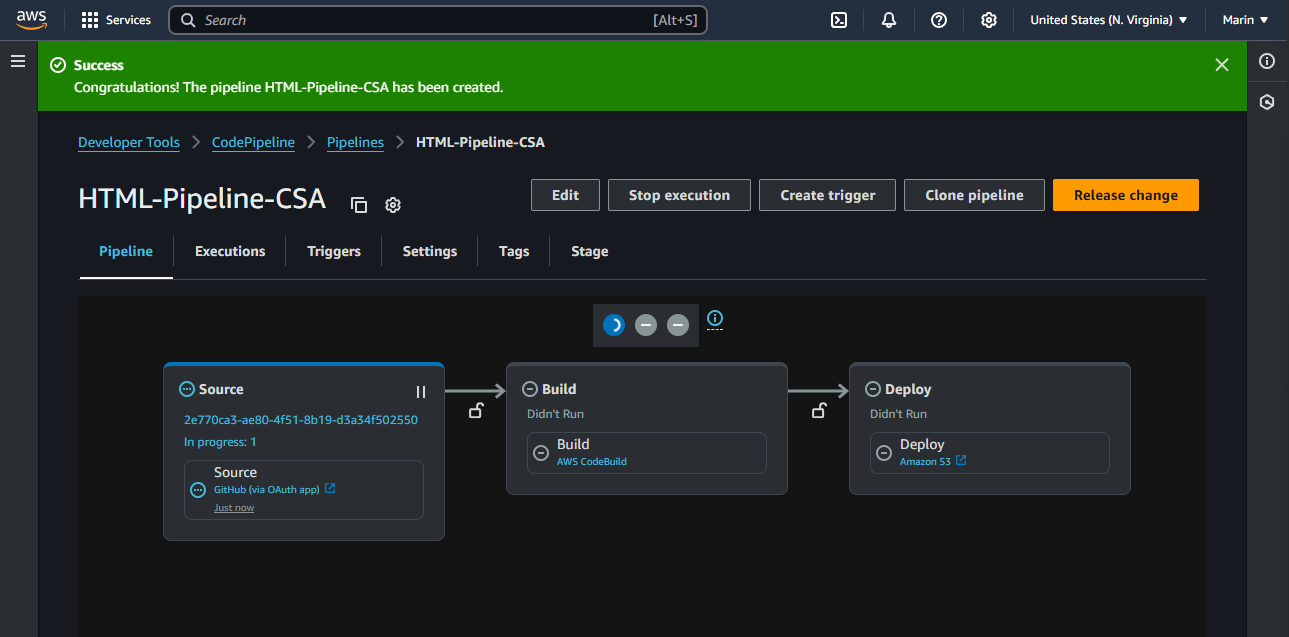 aws
Services
Search
[Alt+S]
United States (N. Virginia)
Marin
Success
Congratulations! The pipeline HTML-Pipeline-CSA has been created.
Developer Tools
CodePipeline
Pipelines
HTML-Pipeline-CSA
HTML-Pipeline-CSA
Edit
Stop execution
Create trigger
Clone pipeline
Release change
Pipeline
Executions
Triggers
Settings
Tags
Stage
Source
2e770ca3-ae80-4f51-8b19-d3a34f502550
In progress: 1
Source
GitHub (via OAuth app)
Just now
Build
Didn't Run
Build
AWS CodeBuild
Deploy
Didn't Run
Deploy
Amazon S3